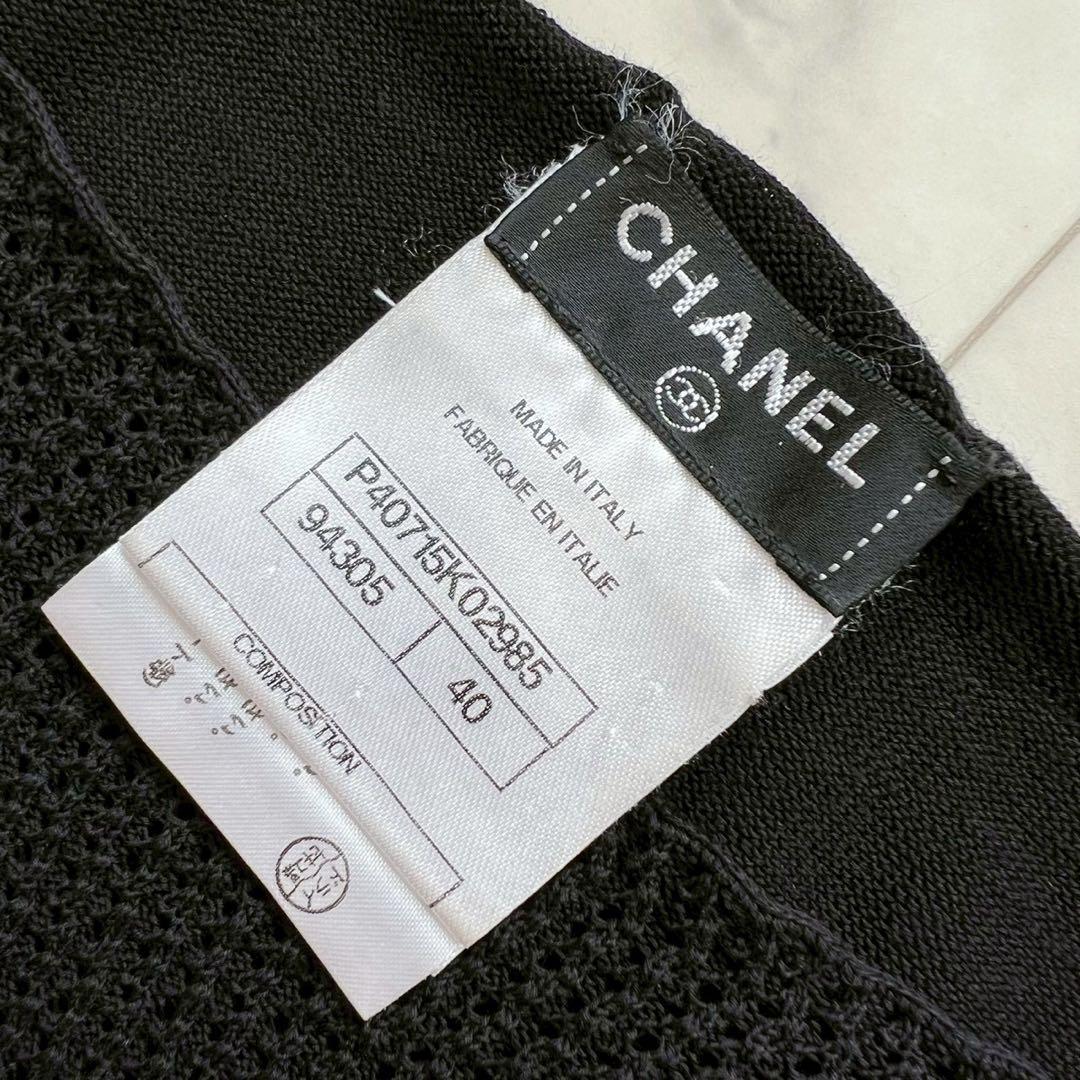 CHANEL
MADE IN ITALY
FABRIQUE EN ITALIE
P40715K02985
94305 40
COMPOSITION